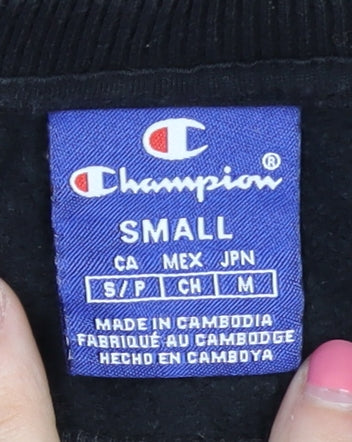 C
Champion®
SMALL
CA MEX JPN
S/P CH M
MADE IN CAMBODIA
FABRIQUÉ AU CAMBODGE
HECHO EN CAMBOYA